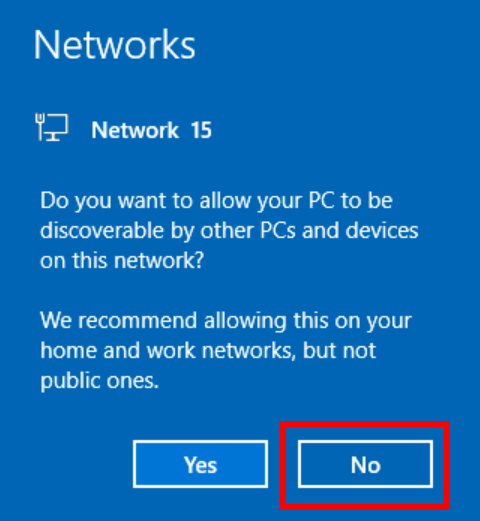 Networks
Network 15
Do you want to allow your PC to be
discoverable by other PCs and devices
on this network?
We recommend allowing this on your
home and work networks, but not
public ones.
Yes
No